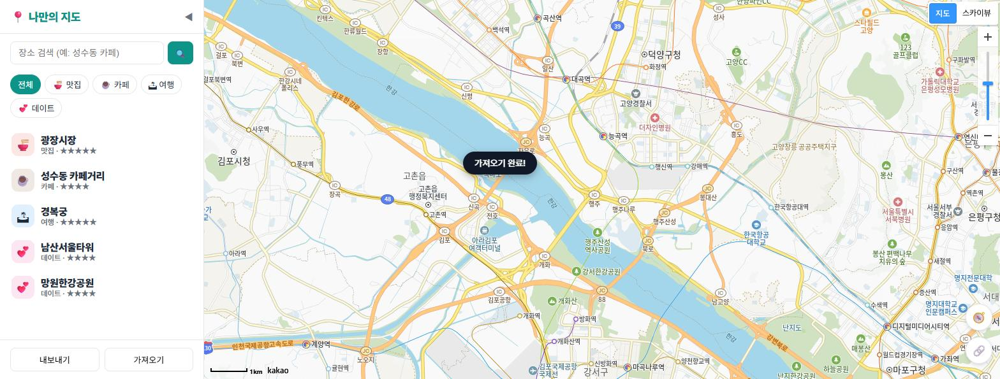 나만의 지도
◀
장소 검색 (예: 성수동 카페)
전체
맛집
카페
여행
데이트
광장시장
맛집 · ★★★★★
성수동 카페거리
카페 · ★★★★
경복궁
여행 · ★★★★★
남산서울타워
데이트 · ★★★★
망원한강공원
데이트 · ★★★★
내보내기
가져오기
지도
스카이뷰
가져오기 완료!
킨텍스
한류월드
장항
걸포
북변
걸포북변역
한강시네
폴리스
김포한강로
한강
신평
백석역
곡산역
39
일산
대곡역
덕양구청
화정역
성사
고양CC
스타필드
고양
123
골프클럽
구파발역
가톨릭대학교
은평성모병원
고양경찰서
더자인병원
능곡
능곡역
흥도
고양창릉 공공주택지구
사우역
김포시청
풍무역
장곡
48
고촌읍
고촌읍
행정복지센터
고촌역
신곡
전호
김포
아라김포
여객터미널
한강
행주
행주나루
행신역
강매역
봉대산
행주산성
행주산성
역사공원
북로
한국항공대역
한국항공
대학교
봉산
구산역
역촌역
서울특별시
서북병원
서울서부
경찰서
은평구청
응암역
봉산 편백나무
치유의 숲
새절역
명지전문대학
증산역
명지대학교
인문캠퍼스
수색역
디지털미디어시티역
아라역
개화
강서한강공원
김포공항
개화산
88
남고양
개화역
방화역
개화산역
한강
난지도
강변북로
매봉산
월드컵경기장역
가좌역
하늘공원
마포구청
난지한강공원
30
인천국제공항고속도로
계양역
노오지
귤현역
김포국제공항
국제선
신방화역
강서구
마곡나루역
양천향교역
1km
kakao